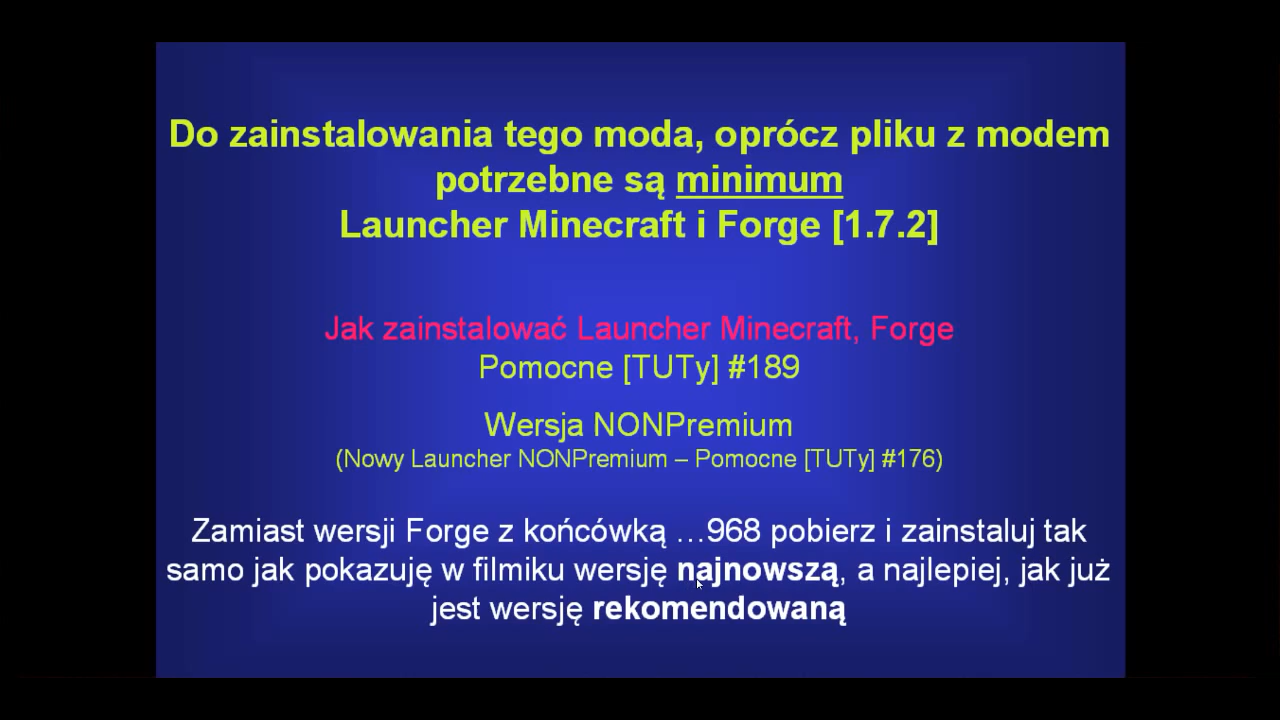 Do zainstalowania tego moda, oprócz pliku z modem
potrzebne są minimum
Launcher Minecraft i Forge [1.7.2]
Jak zainstalować Launcher Minecraft, Forge
Pomocne [TUTy] #189
Wersja NONPremium
(Nowy Launcher NONPremium – Pomocne [TUTy] #176)
Zamiast wersji Forge z końcówką …968 pobierz i zainstaluj tak
samo jak pokazuję w filmiku wersję najnowszą, a najlepiej, jak już
jest wersję rekomendowaną